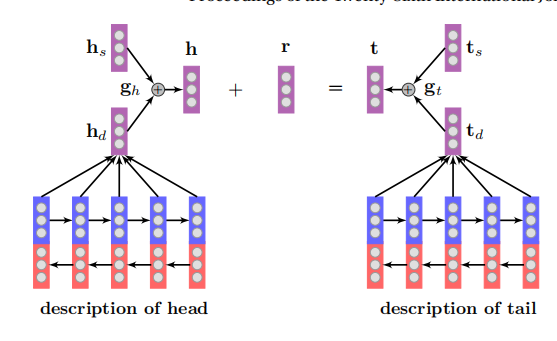 h_s h r t t_s
g_h + + = + g_t
h_d t_d
description of head description of tail